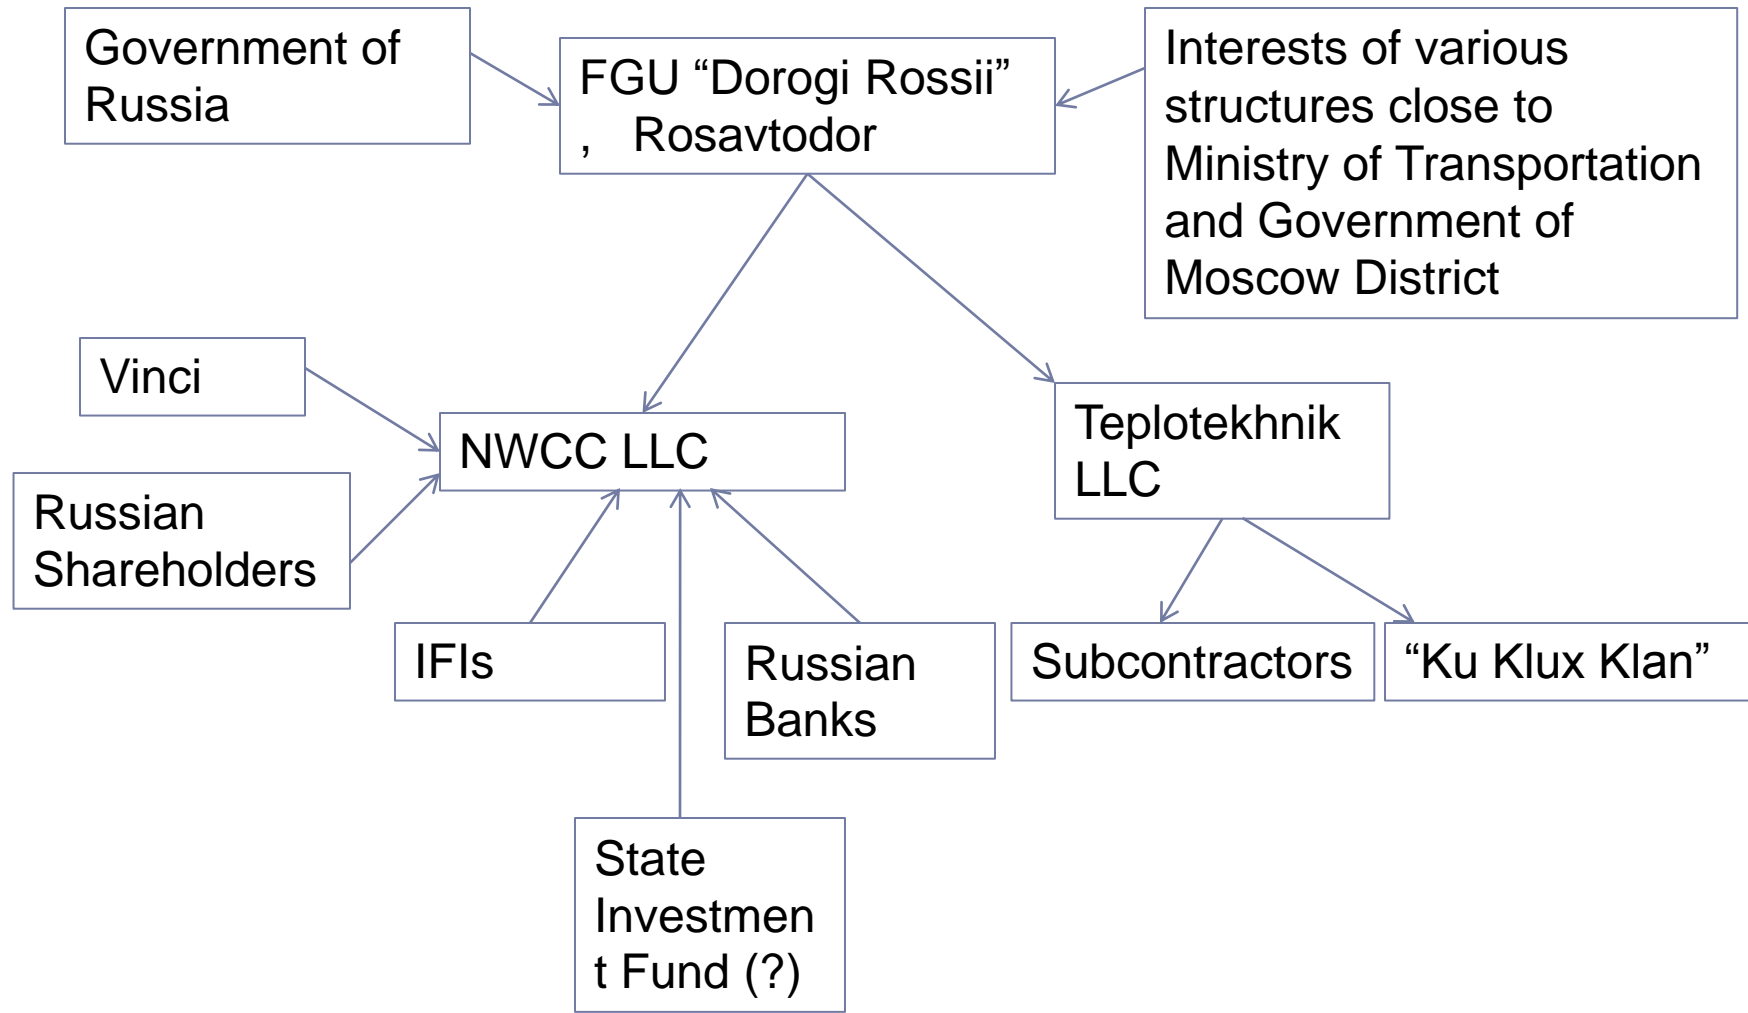 Government of
Russia
FGU “Dorogi Rossii”
, Rosavtodor
Interests of various
structures close to
Ministry of Transportation
and Government of
Moscow District
Vinci
NWCC LLC
Teplotekhnik
LLC
Russian
Shareholders
IFIs
Russian
Banks
Subcontractors
“Ku Klux Klan”
State
Investmen
t Fund (?)